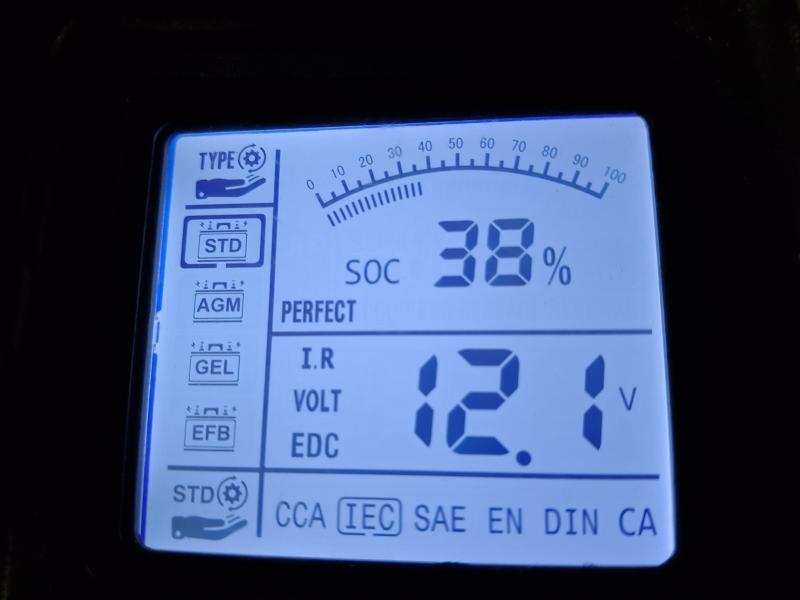 TYPE
0 10 20 30 40 50 60 70 80 90 100
STD
SOC 38%
AGM
PERFECT
GEL
I.R
VOLT 12.1 V
EFB
EDC
STD
CCA IEC SAE EN DIN CA